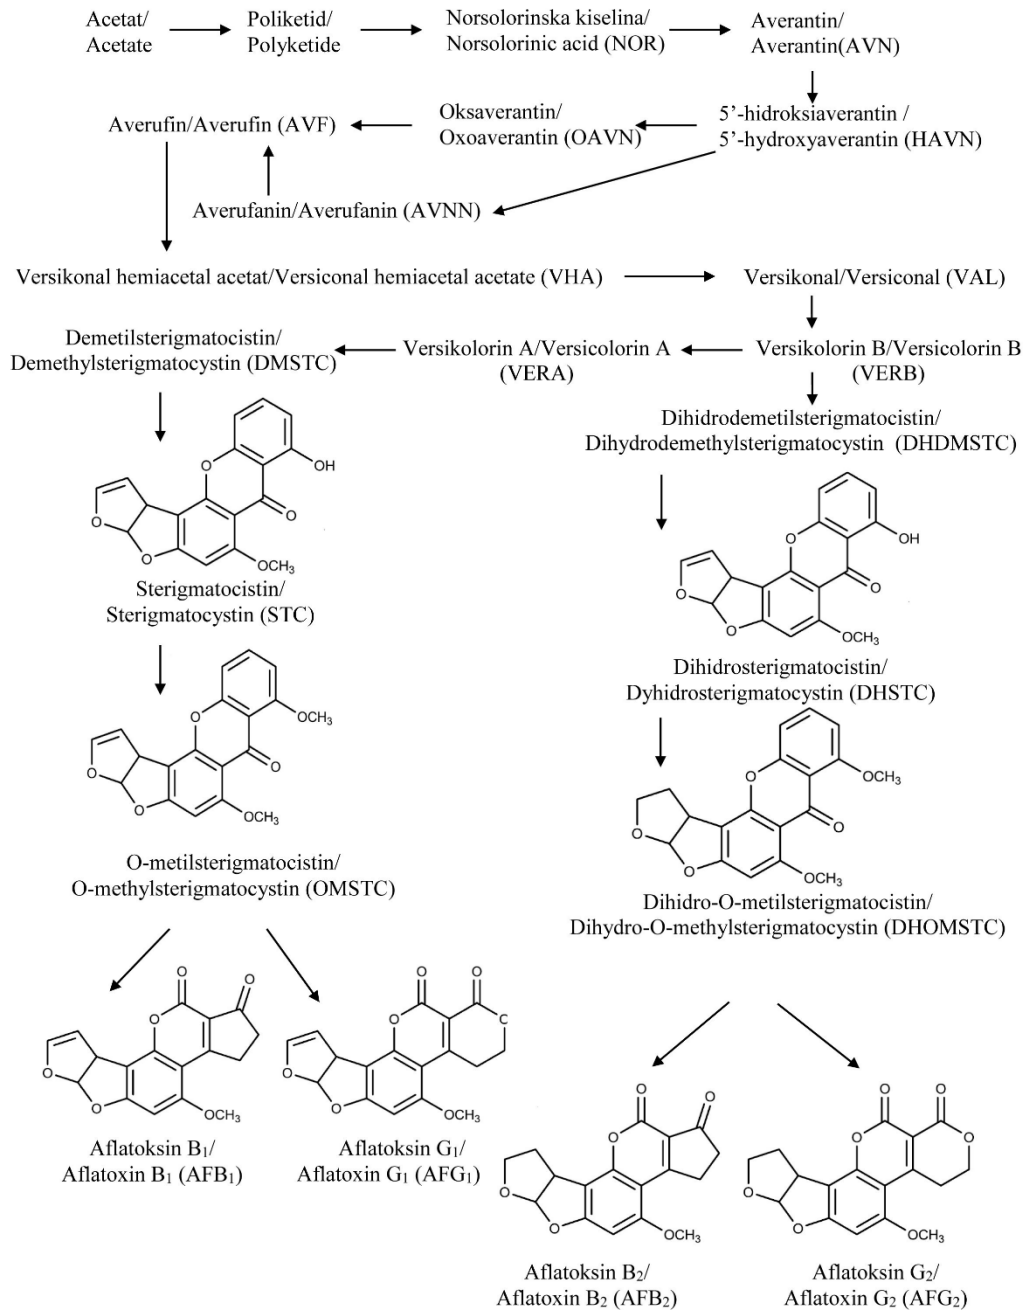 Acetat/
Acetate
Poliketid/
Polyketide
Norsolorinska kiselina/
Norsolorinic acid (NOR)
Averantin/
Averantin(AVN)
Averufin/Averufin (AVF)
Oksaverantin/
Oxoaverantin (OAVN)
5’-hidroksiaverantin /
5’-hydroxyaverantin (HAVN)
Averufanin/Averufanin (AVNN)
Versikonal hemiacetal acetat/Versiconal hemiacetal acetate (VHA)
Versikonal/Versiconal (VAL)
Demetilsterigmatocistin/
Demethylsterigmatocystin (DMSTC)
Versikolorin A/Versicolorin A
(VERA)
Versikolorin B/Versicolorin B
(VERB)
Dihidrodemetilsterigmatocistin/
Dihydrodemethylsterigmatocystin (DHDMSTC)
O
OH
O
O
O
OCH3
Sterigmatocistin/
Sterigmatocystin (STC)
O
OH
O
O
O
OCH3
Dihidrosterigmatocistin/
Dyhidrosterigmatocystin (DHSTC)
O
OCH3
O
O
O
OCH3
O-metilsterigmatocistin/
O-methylsterigmatocystin (OMSTC)
O
OCH3
O
O
O
OCH3
Dihidro-O-metilsterigmatocistin/
Dihydro-O-methylsterigmatocystin (DHOMSTC)
O
O
O
O
O
OCH3
Aflatoksin B1/
Aflatoxin B1 (AFB1)
O
O
O
O
O
O
OCH3
Aflatoksin G1/
Aflatoxin G1 (AFG1)
O
O
O
O
O
OCH3
Aflatoksin B2/
Aflatoxin B2 (AFB2)
O
O
O
O
O
O
OCH3
Aflatoksin G2/
Aflatoxin G2 (AFG2)